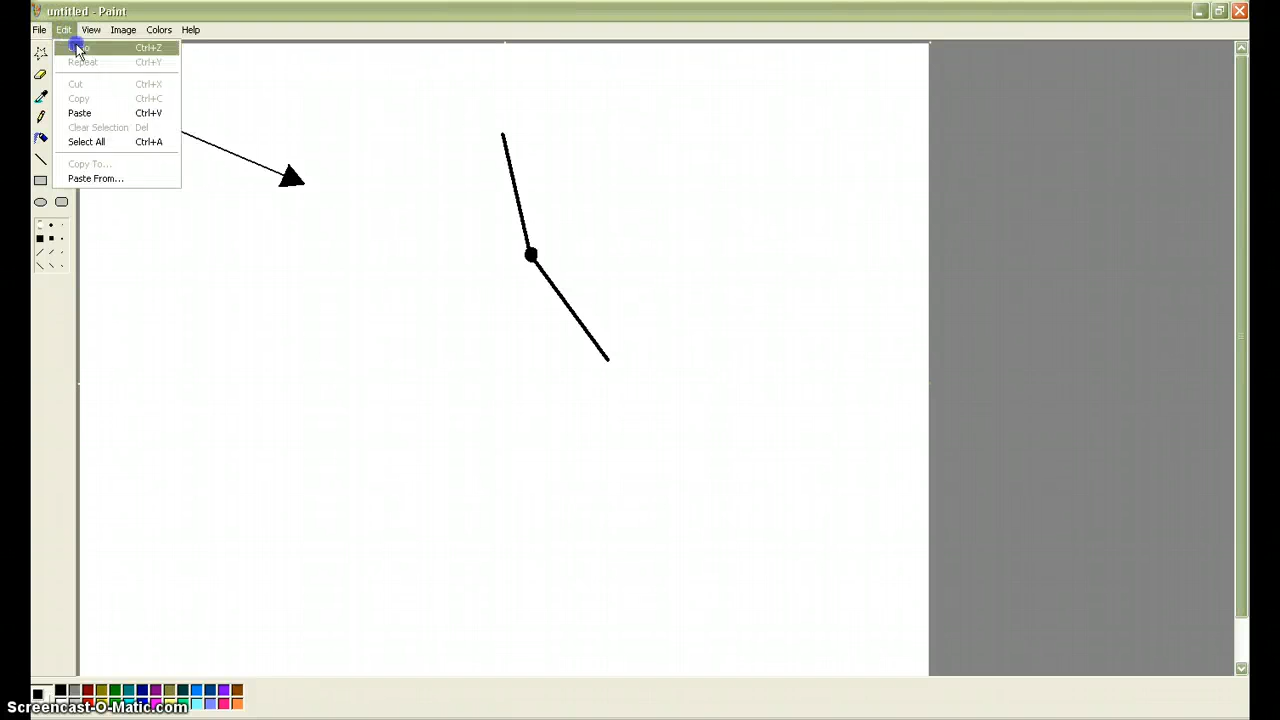 untitled - Paint
File Edit View Image Colors Help
Ctrl+Z
Repeat Ctrl+Y
Cut Ctrl+X
Copy Ctrl+C
Paste Ctrl+V
Clear Selection Del
Select All Ctrl+A
Copy To...
Paste From...
Screencast-O-Matic.com